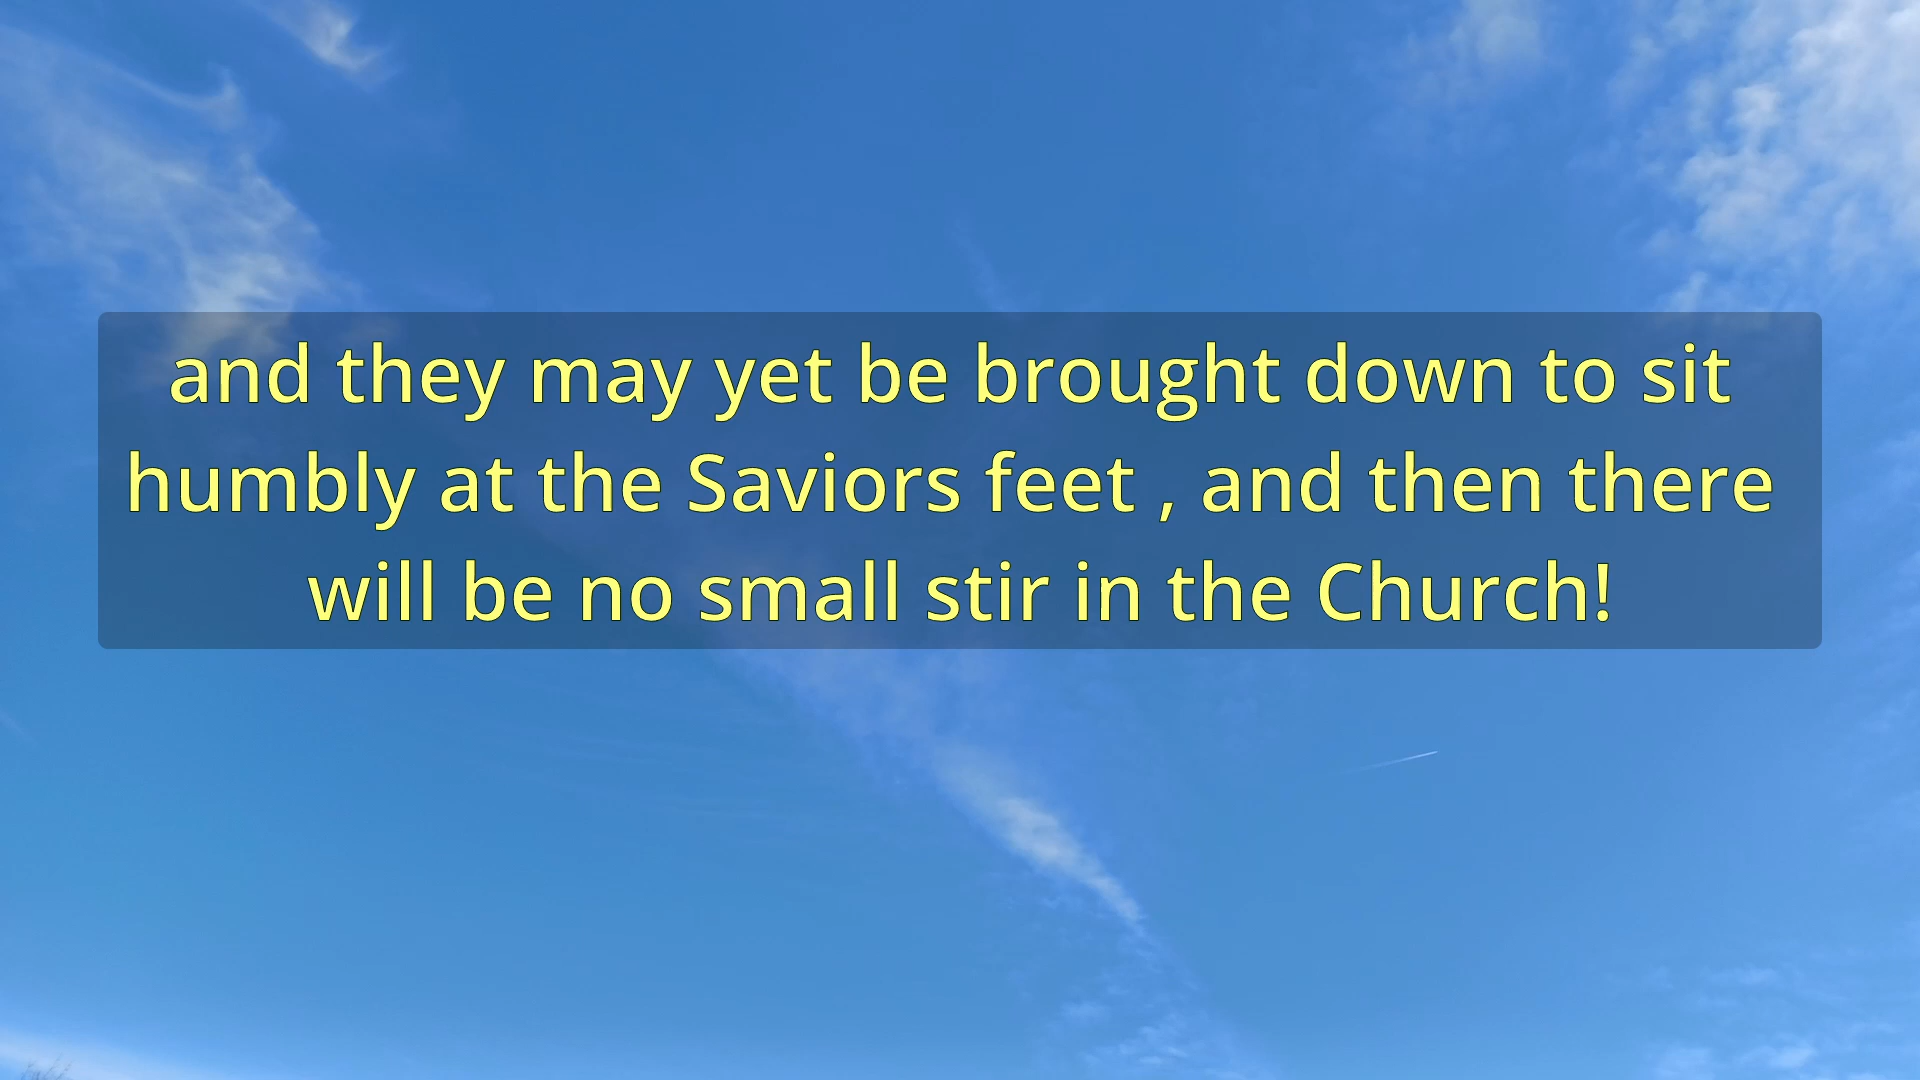 and they may yet be brought down to sit
humbly at the Saviors feet , and then there
will be no small stir in the Church!